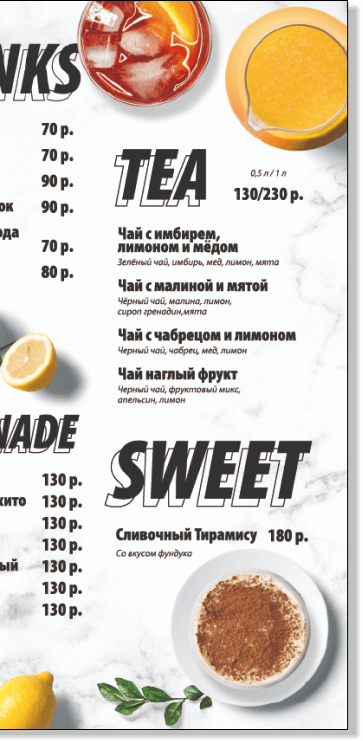 NKS
70 р.
70 р.
90 р.
ок 90 р.
ода
70 р.
80 р.
NADE
130 р.
хито 130 р.
130 р.
130 р.
ый 130 р.
130 р.
130 р.
TEA
0,5 л / 1 л
130/230 р.
Чай с имбирем,
лимоном и мёдом
Зелёный чай, имбирь, мед, лимон, мята
Чай с малиной и мятой
Чёрный чай, малина, лимон,
сироп гренадин,мята
Чай с чабрецом и лимоном
Черный чай, чабрец, мед, лимон
Чай наглый фрукт
Черный чай, фруктовый микс,
апельсин, лимон
SWEET
Сливочный Тирамису 180 р.
Со вкусом фундука